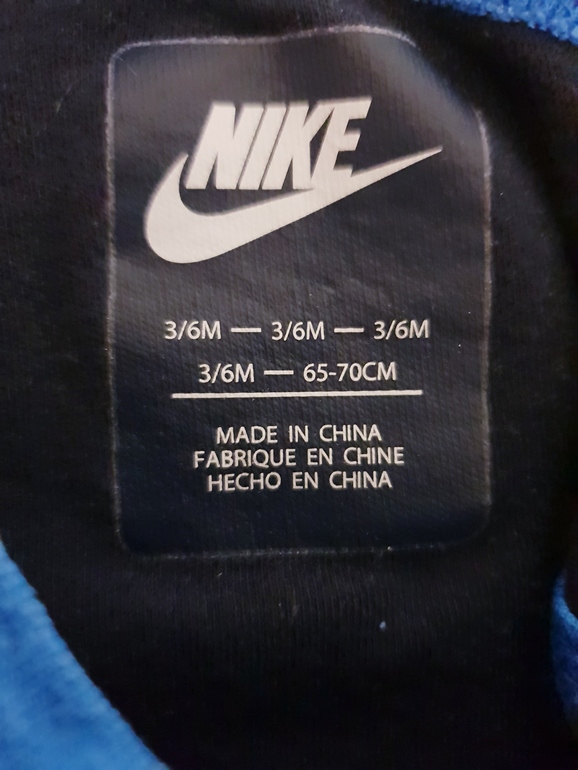 NIKE
3/6M — 3/6M — 3/6M
3/6M — 65-70CM
MADE IN CHINA
FABRIQUE EN CHINE
HECHO EN CHINA